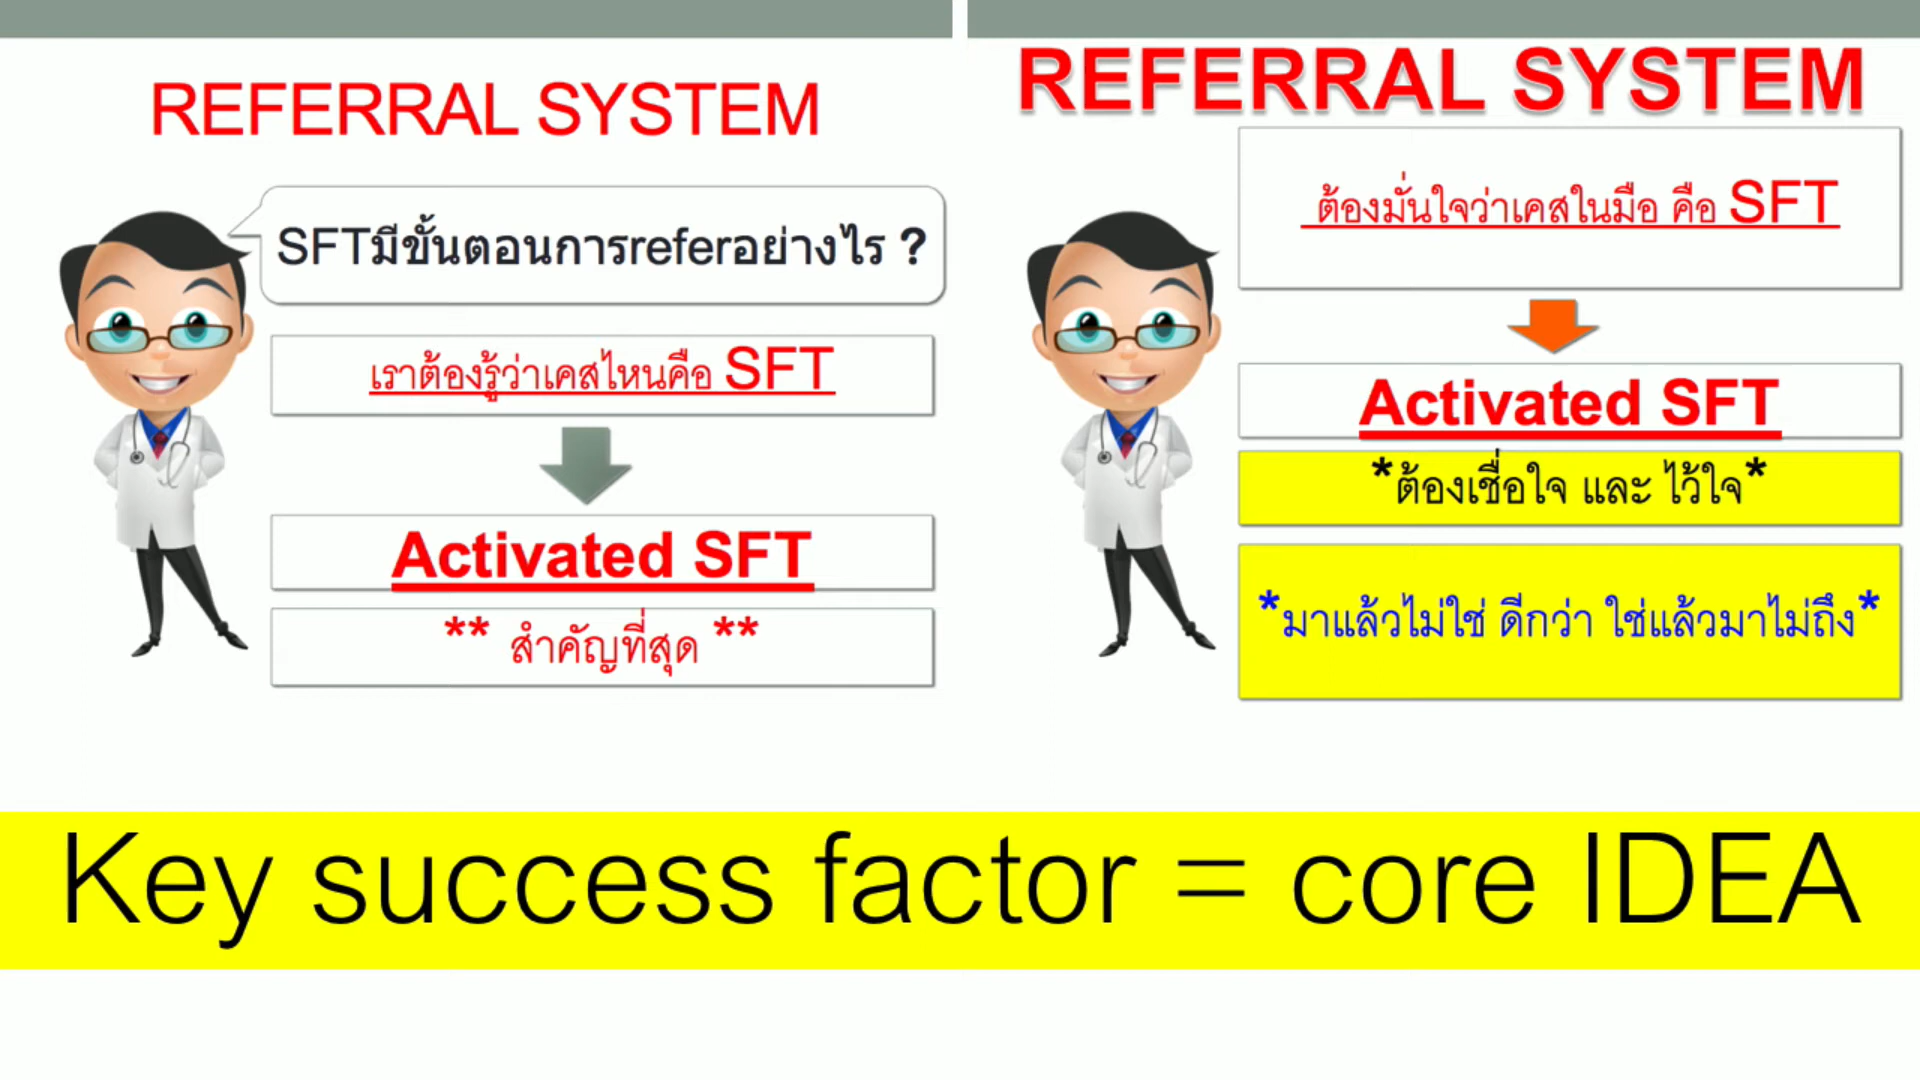 REFERRAL SYSTEM
SFTมีขั้นตอนการreferอย่างไร ?
เราต้องรู้ว่าเคสไหนคือ SFT
Activated SFT
** สำคัญที่สุด **
REFERRAL SYSTEM
ต้องมั่นใจว่าเคสในมือ คือ SFT
Activated SFT
*ต้องเชื่อใจ และ ไว้ใจ*
*มาแล้วไม่ใช่ ดีกว่า ใช่แล้วมาไม่ถึง*
Key success factor = core IDEA